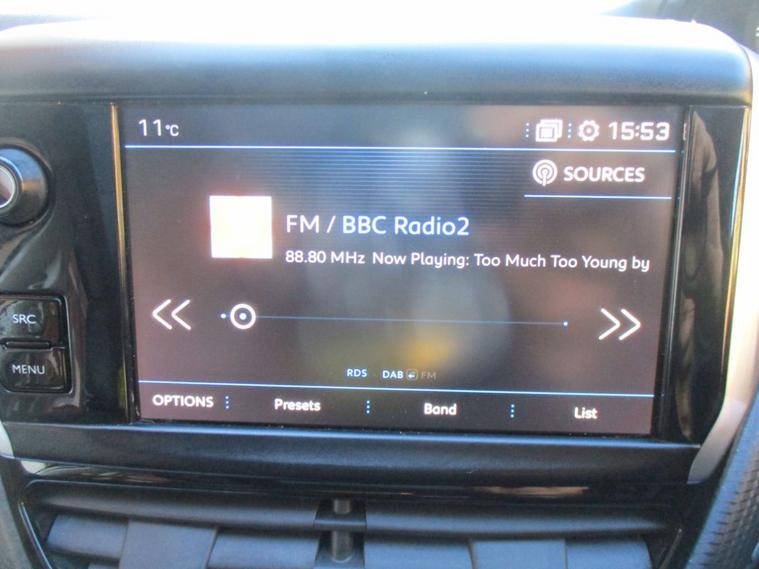 11°C 15:53
SOURCES
FM / BBC Radio2
88.80 MHz Now Playing: Too Much Too Young by
SRC
MENU
RDS DAB FM
OPTIONS Presets Band List